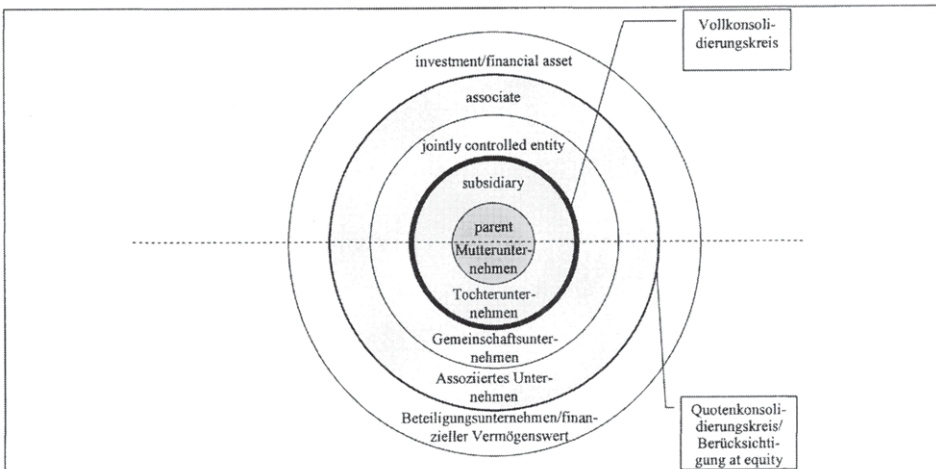 Vollkonsoli-
dierungskreis
investment/financial asset
associate
jointly controlled entity
subsidiary
parent
Mutterunter-
nehmen
Tochterunter-
nehmen
Gemeinschaftsunter-
nehmen
Assoziiertes Unter-
nehmen
Beteiligungsunternehmen/finan-
zieller Vermögenswert
Quotenkonsoli-
dierungskreis/
Berücksichti-
gung at equity